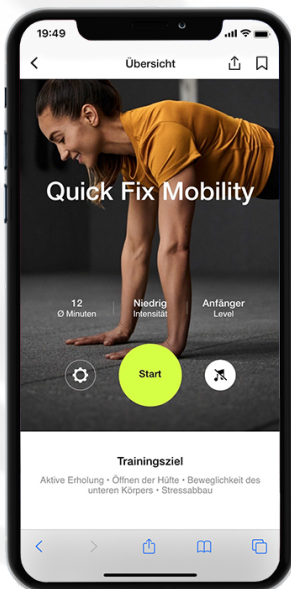 19:49
Übersicht
Quick Fix Mobility
12
Ø Minuten
Niedrig
Intensität
Anfänger
Level
Start
Trainingsziel
Aktive Erholung • Öffnen der Hüfte • Beweglichkeit des
unteren Körpers • Stressabbau